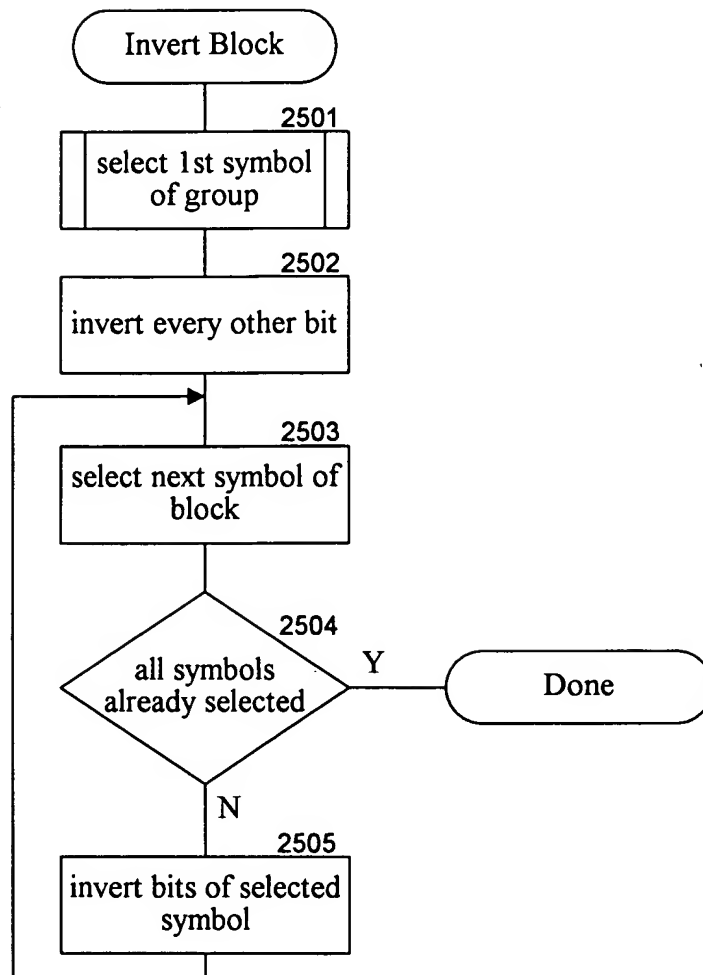 Invert Block
2501
select 1st symbol
of group
2502
invert every other bit
2503
select next symbol of
block
2504
all symbols
already selected
Y
Done
N
2505
invert bits of selected
symbol